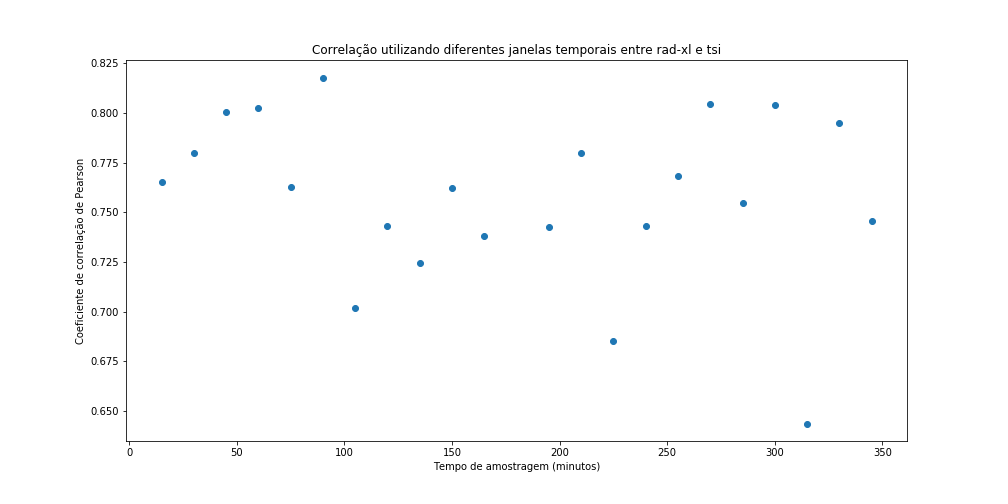 Correlação utilizando diferentes janelas temporais entre rad-xl e tsi
0.825
0.800
0.775
0.750
0.725
0.700
0.675
0.650
Coeficiente de correlação de Pearson
0 50 100 150 200 250 300 350
Tempo de amostragem (minutos)